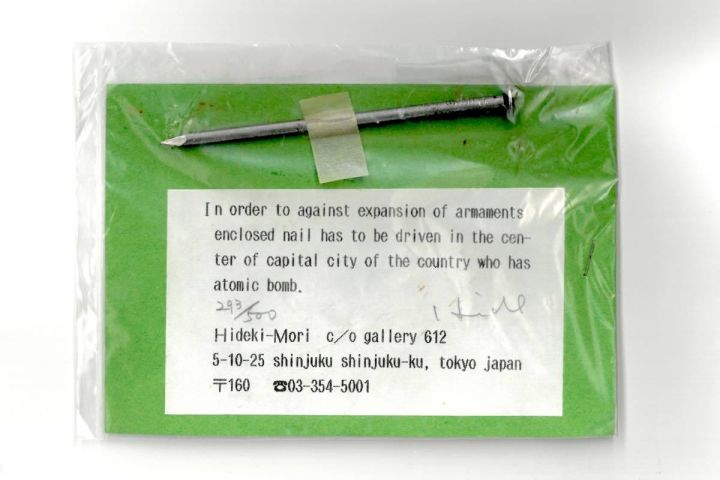 In order to against expansion of armaments
enclosed nail has to be driven in the cen-
ter of capital city of the country who has
atomic bomb.
293/500
Hideki-Mori c/o gallery 612
5-10-25 shinjuku shinjuku-ku, tokyo japan
〒160 ☎03-354-5001